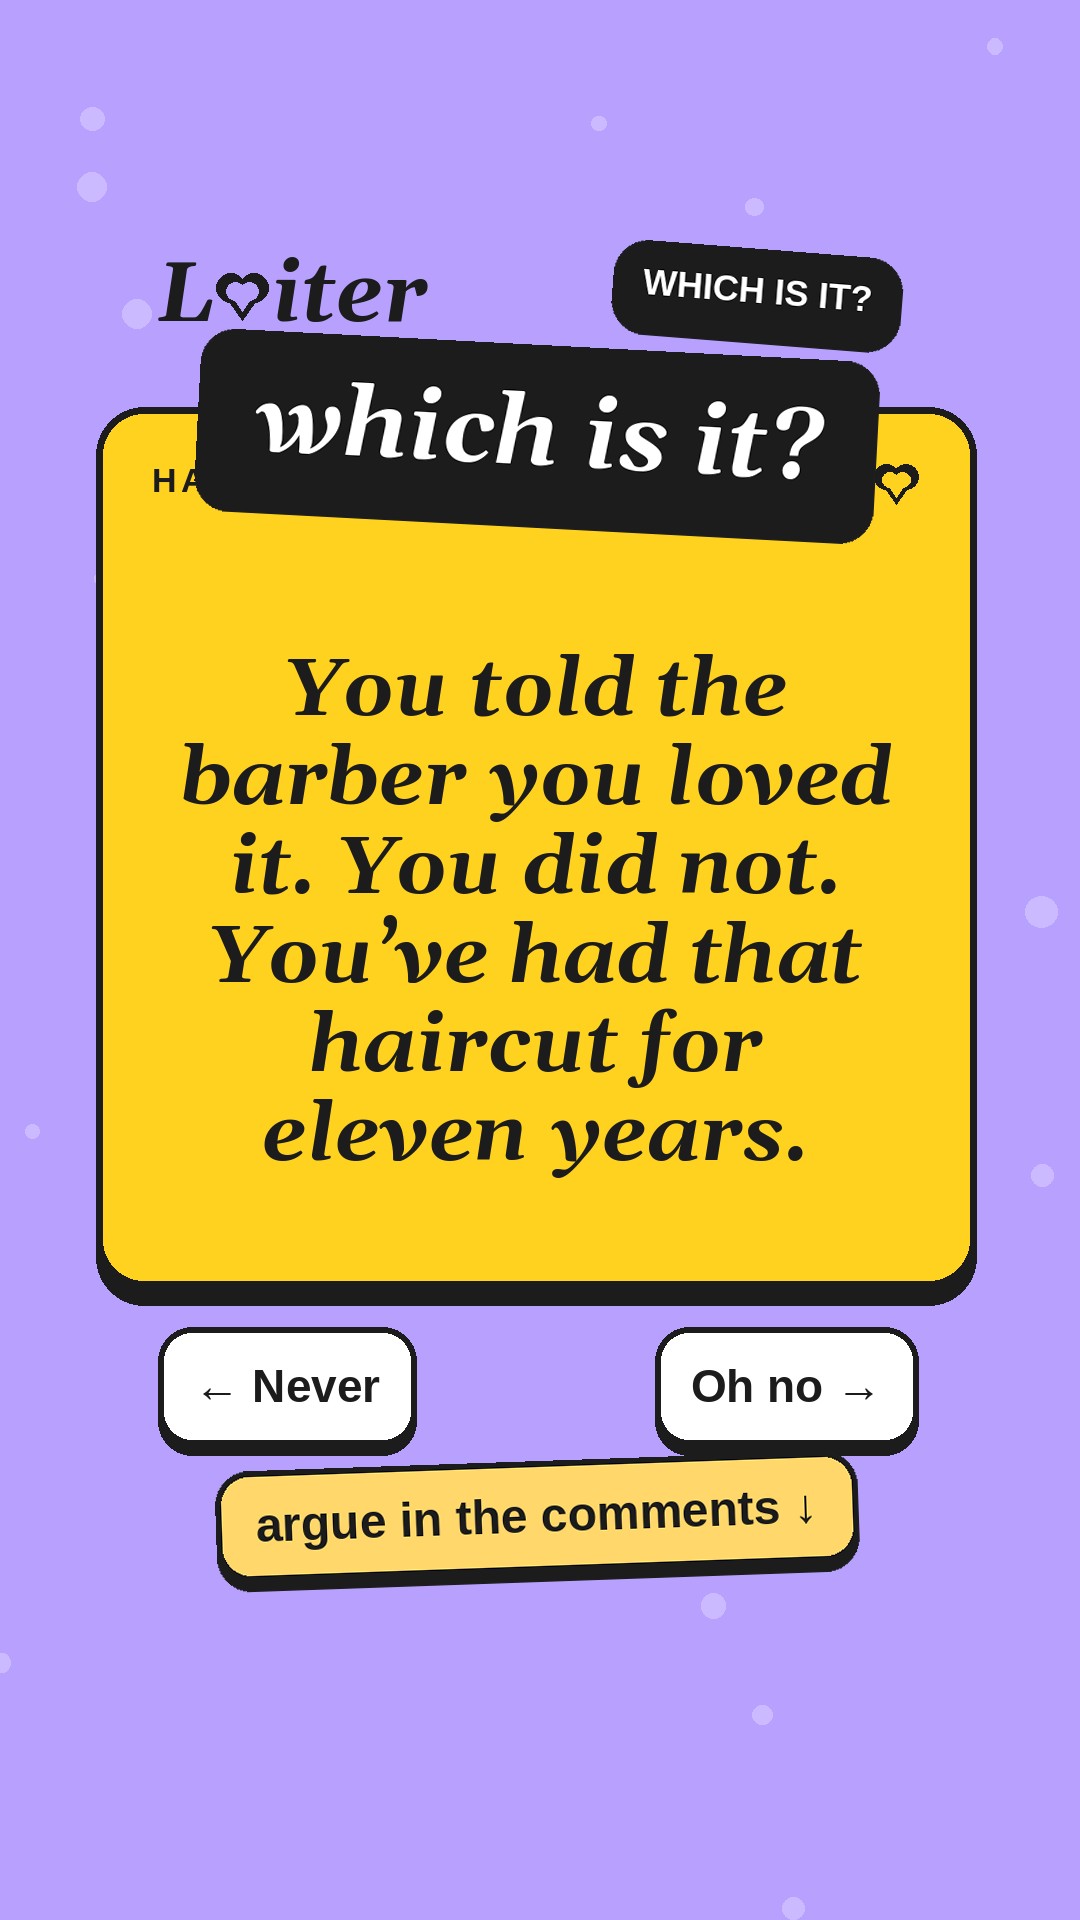 L♡iter
WHICH IS IT?
which is it?
HA
You told the
barber you loved
it. You did not.
You’ve had that
haircut for
eleven years.
← Never
Oh no →
argue in the comments ↓